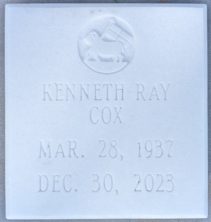 KENNETH RAY
COX
MAR. 28, 1937
DEC. 30, 2023